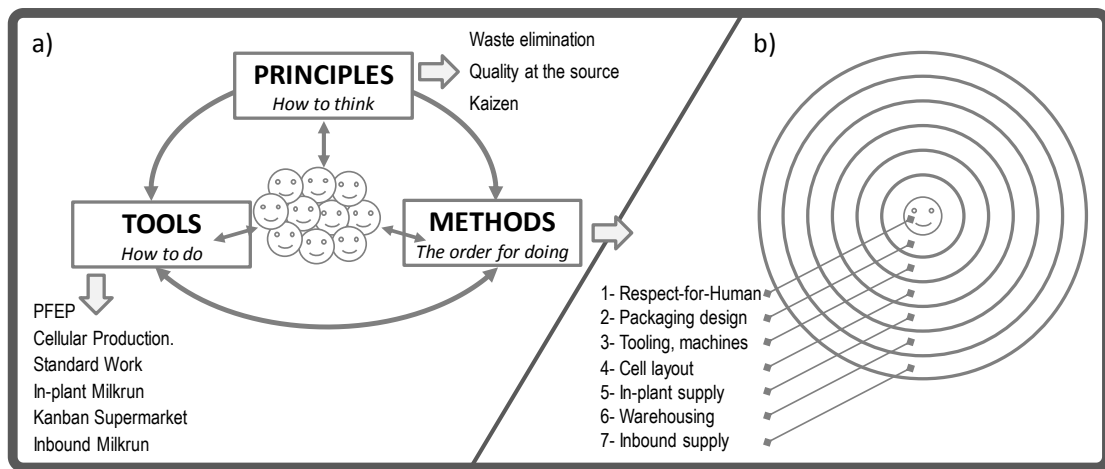 a)
PRINCIPLES
How to think
Waste elimination
Quality at the source
Kaizen
TOOLS
How to do
METHODS
The order for doing
PFEP
Cellular Production.
Standard Work
In-plant Milkrun
Kanban Supermarket
Inbound Milkrun
b)
1- Respect-for-Human
2- Packaging design
3- Tooling, machines
4- Cell layout
5- In-plant supply
6- Warehousing
7- Inbound supply